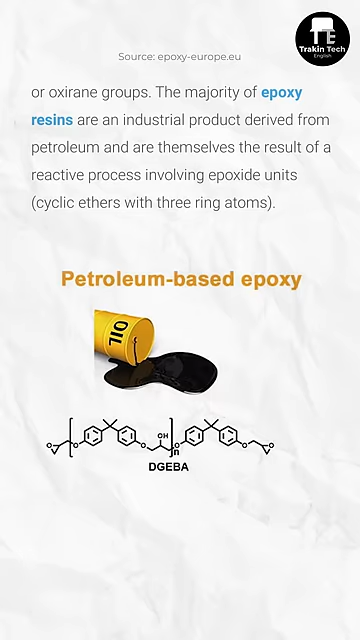 TE
Trakin Tech
English
Source: epoxy-europe.eu
or oxirane groups. The majority of epoxy
resins are an industrial product derived from
petroleum and are themselves the result of a
reactive process involving epoxide units
(cyclic ethers with three ring atoms).
Petroleum-based epoxy
OIL
O
O
OH
O
n
O
O
O
DGEBA